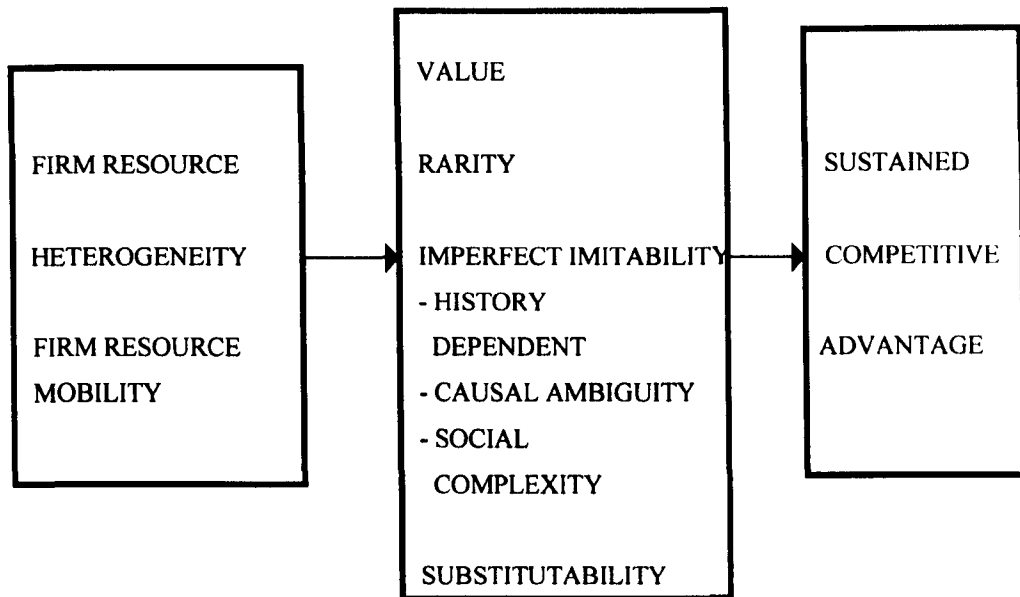 FIRM RESOURCE
HETEROGENEITY
FIRM RESOURCE
MOBILITY
VALUE
RARITY
IMPERFECT IMITABILITY
- HISTORY
DEPENDENT
- CAUSAL AMBIGUITY
- SOCIAL
COMPLEXITY
SUBSTITUTABILITY
SUSTAINED
COMPETITIVE
ADVANTAGE